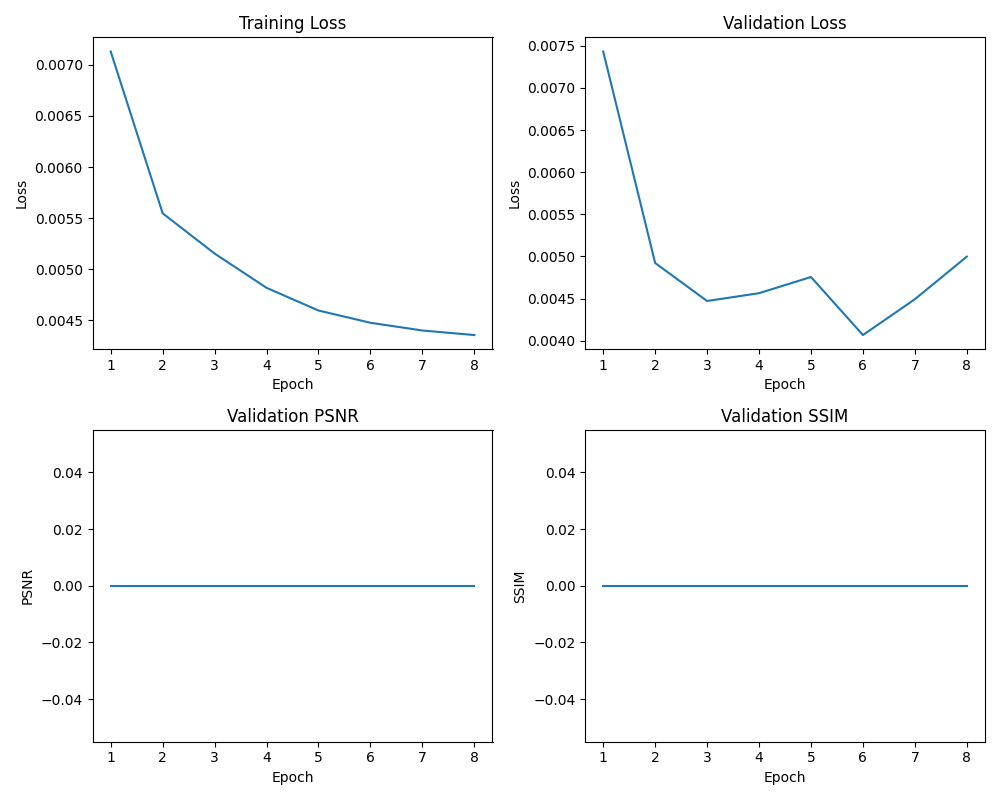 Training Loss
Loss
0.0070
0.0065
0.0060
0.0055
0.0050
0.0045
1 2 3 4 5 6 7 8
Epoch
Validation Loss
Loss
0.0075
0.0070
0.0065
0.0060
0.0055
0.0050
0.0045
0.0040
1 2 3 4 5 6 7 8
Epoch
Validation PSNR
PSNR
0.04
0.02
0.00
−0.02
−0.04
1 2 3 4 5 6 7 8
Epoch
Validation SSIM
SSIM
0.04
0.02
0.00
−0.02
−0.04
1 2 3 4 5 6 7 8
Epoch